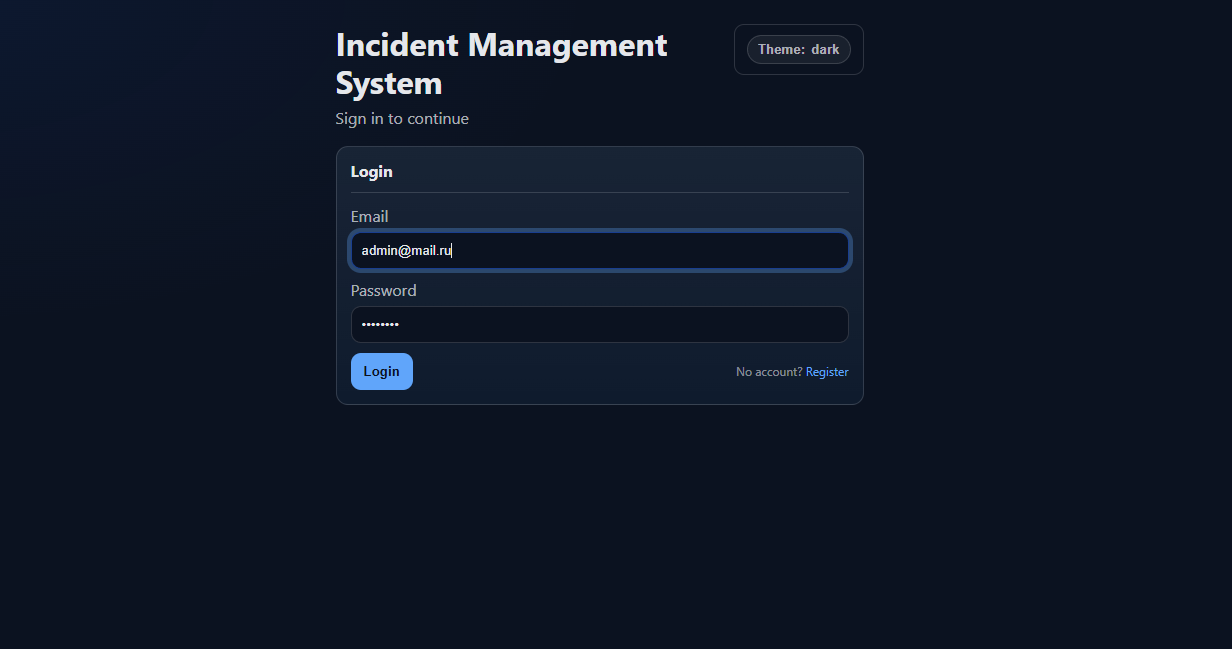 Incident Management
System
Theme: dark
Sign in to continue
Login
Email
admin@mail.ru
Password
••••••••
Login
No account? Register